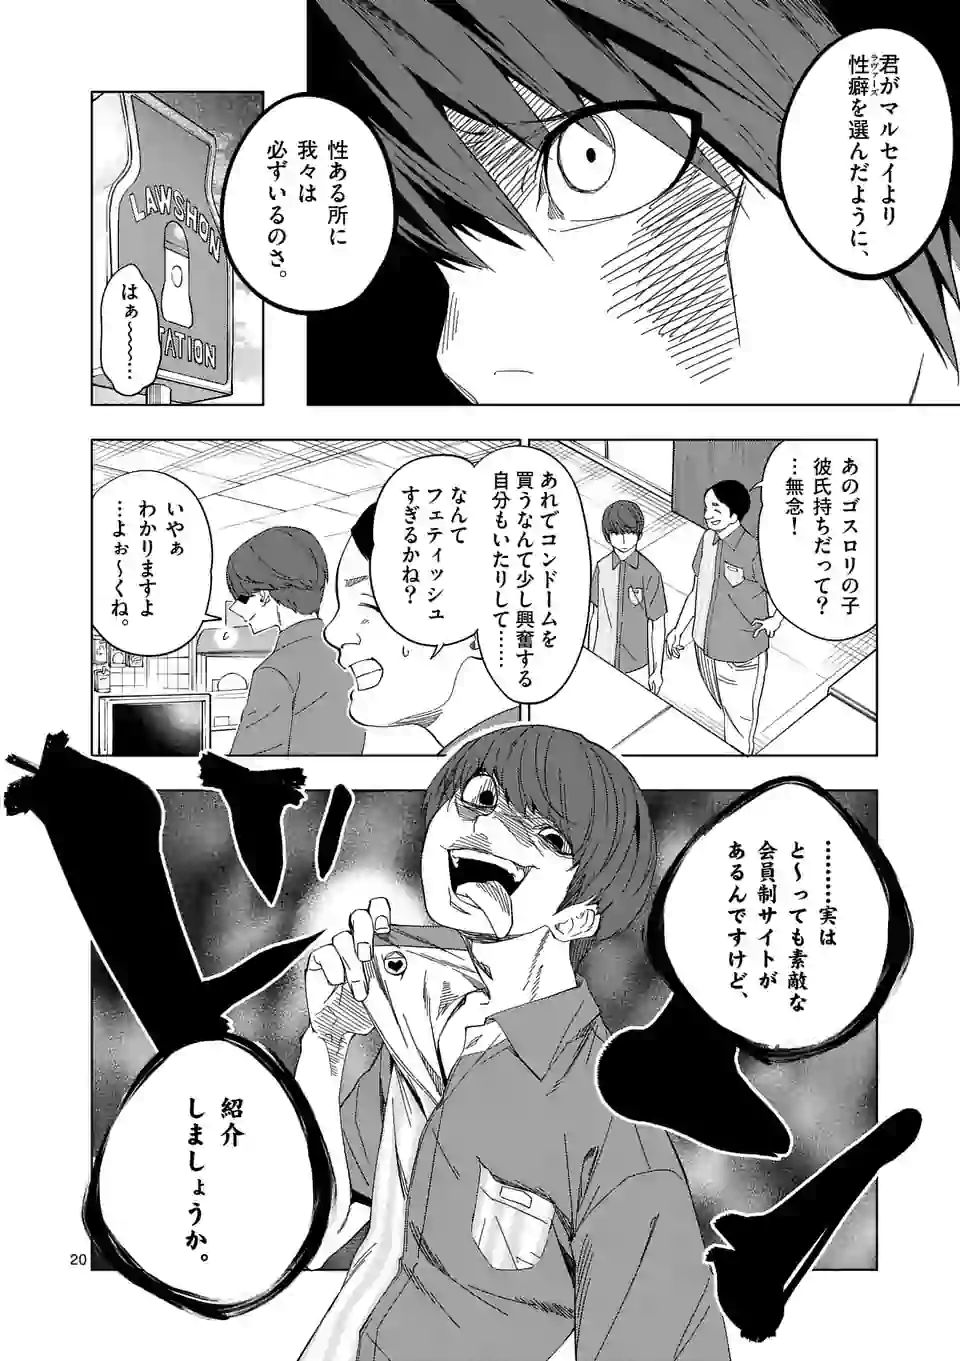 君がマルセイより
性癖を選んだように、
ラヴァーズ
性ある所に
我々は
必ずいるのさ。
LAWSHON
STATION
はぁ〜〜〜…
あのゴスロリの子
彼氏持ちだって?
…無念!
あれでコンドームを
買うなんて少し興奮する
自分もいたりして……
なんて
フェティッシュ
すぎるかね?
いやぁ
わかりますよ
…よぉ〜くね。
………実は
と〜っても素敵な
会員制サイトが
あるんですけど、
紹介
しましょうか。
20